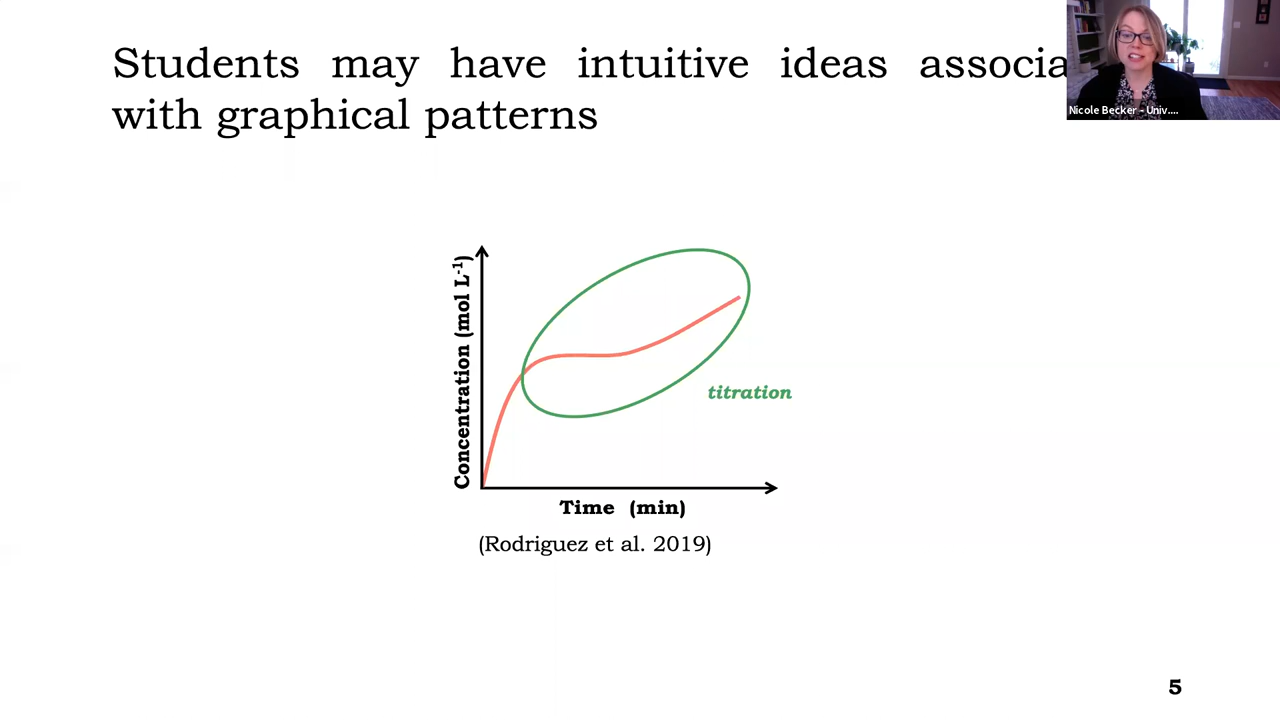 Students may have intuitive ideas associa
with graphical patterns
Nicole Becker - Univ....
Concentration (mol L⁻¹)
titration
Time (min)
(Rodriguez et al. 2019)
5